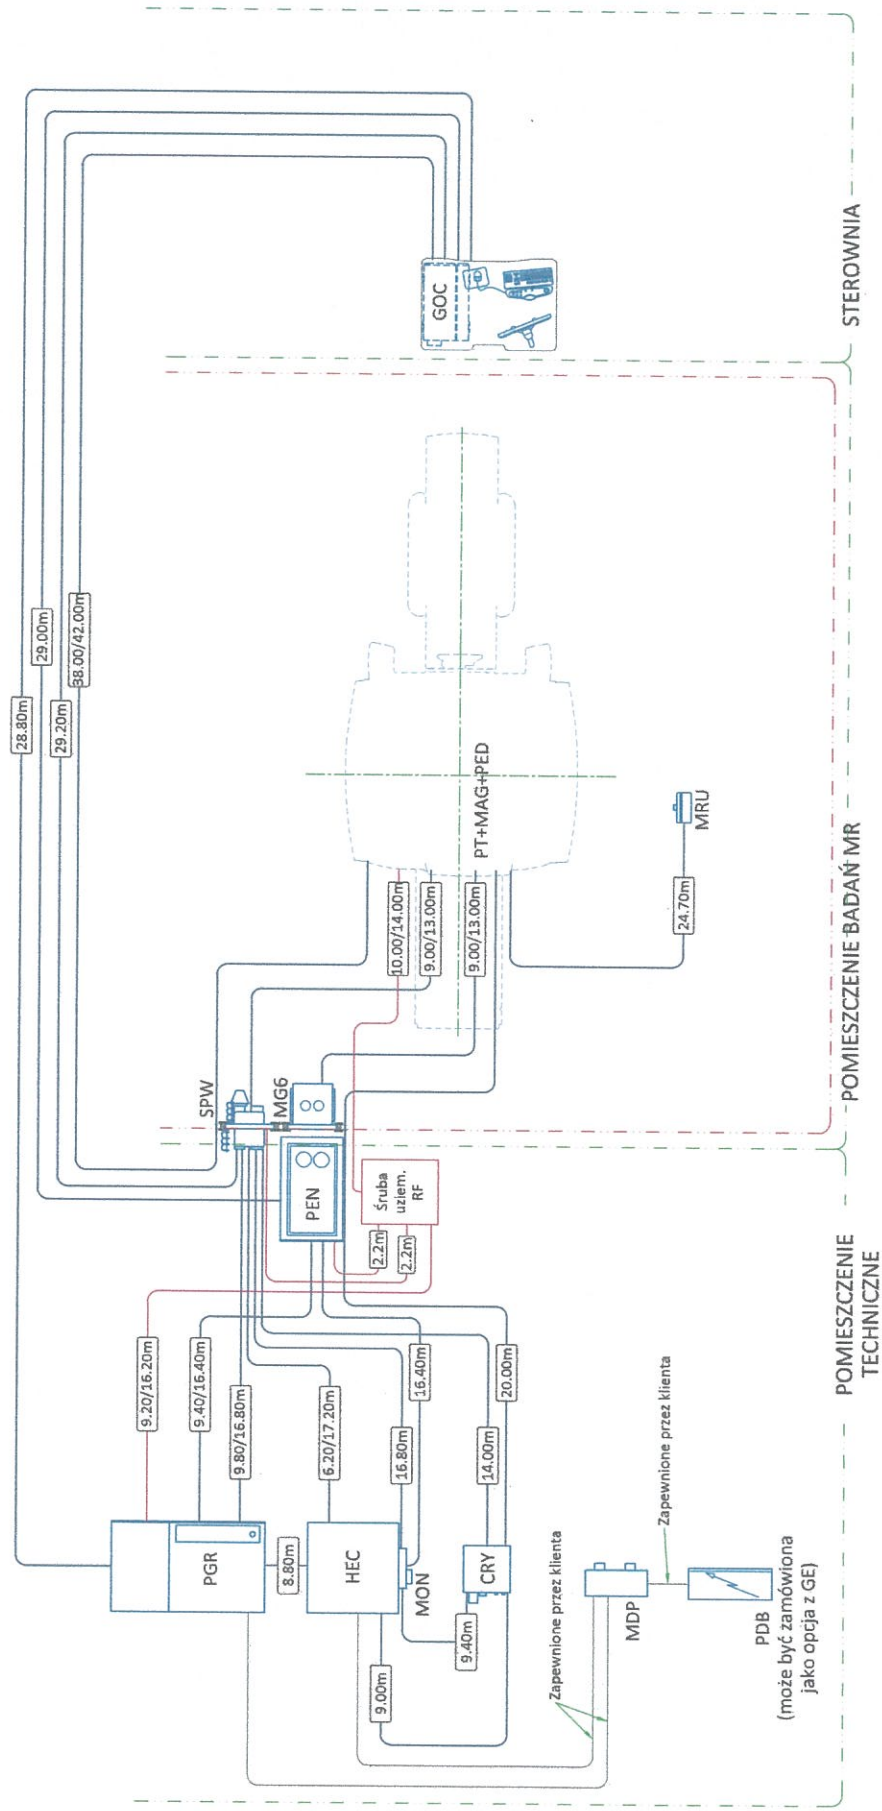 28.80m
29.00m
29.20m
38.00/42.00m
GOC
STEROWNIA
SPW
MG6
PEN
Śruba
uziem.
RF
2.2m
2.2m
10.00/14.00m
9.00/13.00m
9.00/13.00m
PT+MAG+PED
24.70m
MRU
POMIESZCZENIE BADAŃ MR
9.20/16.20m
9.40/16.40m
9.80/16.80m
6.20/17.20m
16.80m
16.40m
14.00m
20.00m
PGR
8.80m
HEC
MON
CRY
9.40m
9.00m
Zapewnione przez klienta
Zapewnione przez klienta
MDP
PDB
(może być zamówiona
jako opcja z GE)
POMIESZCZENIE
TECHNICZNE